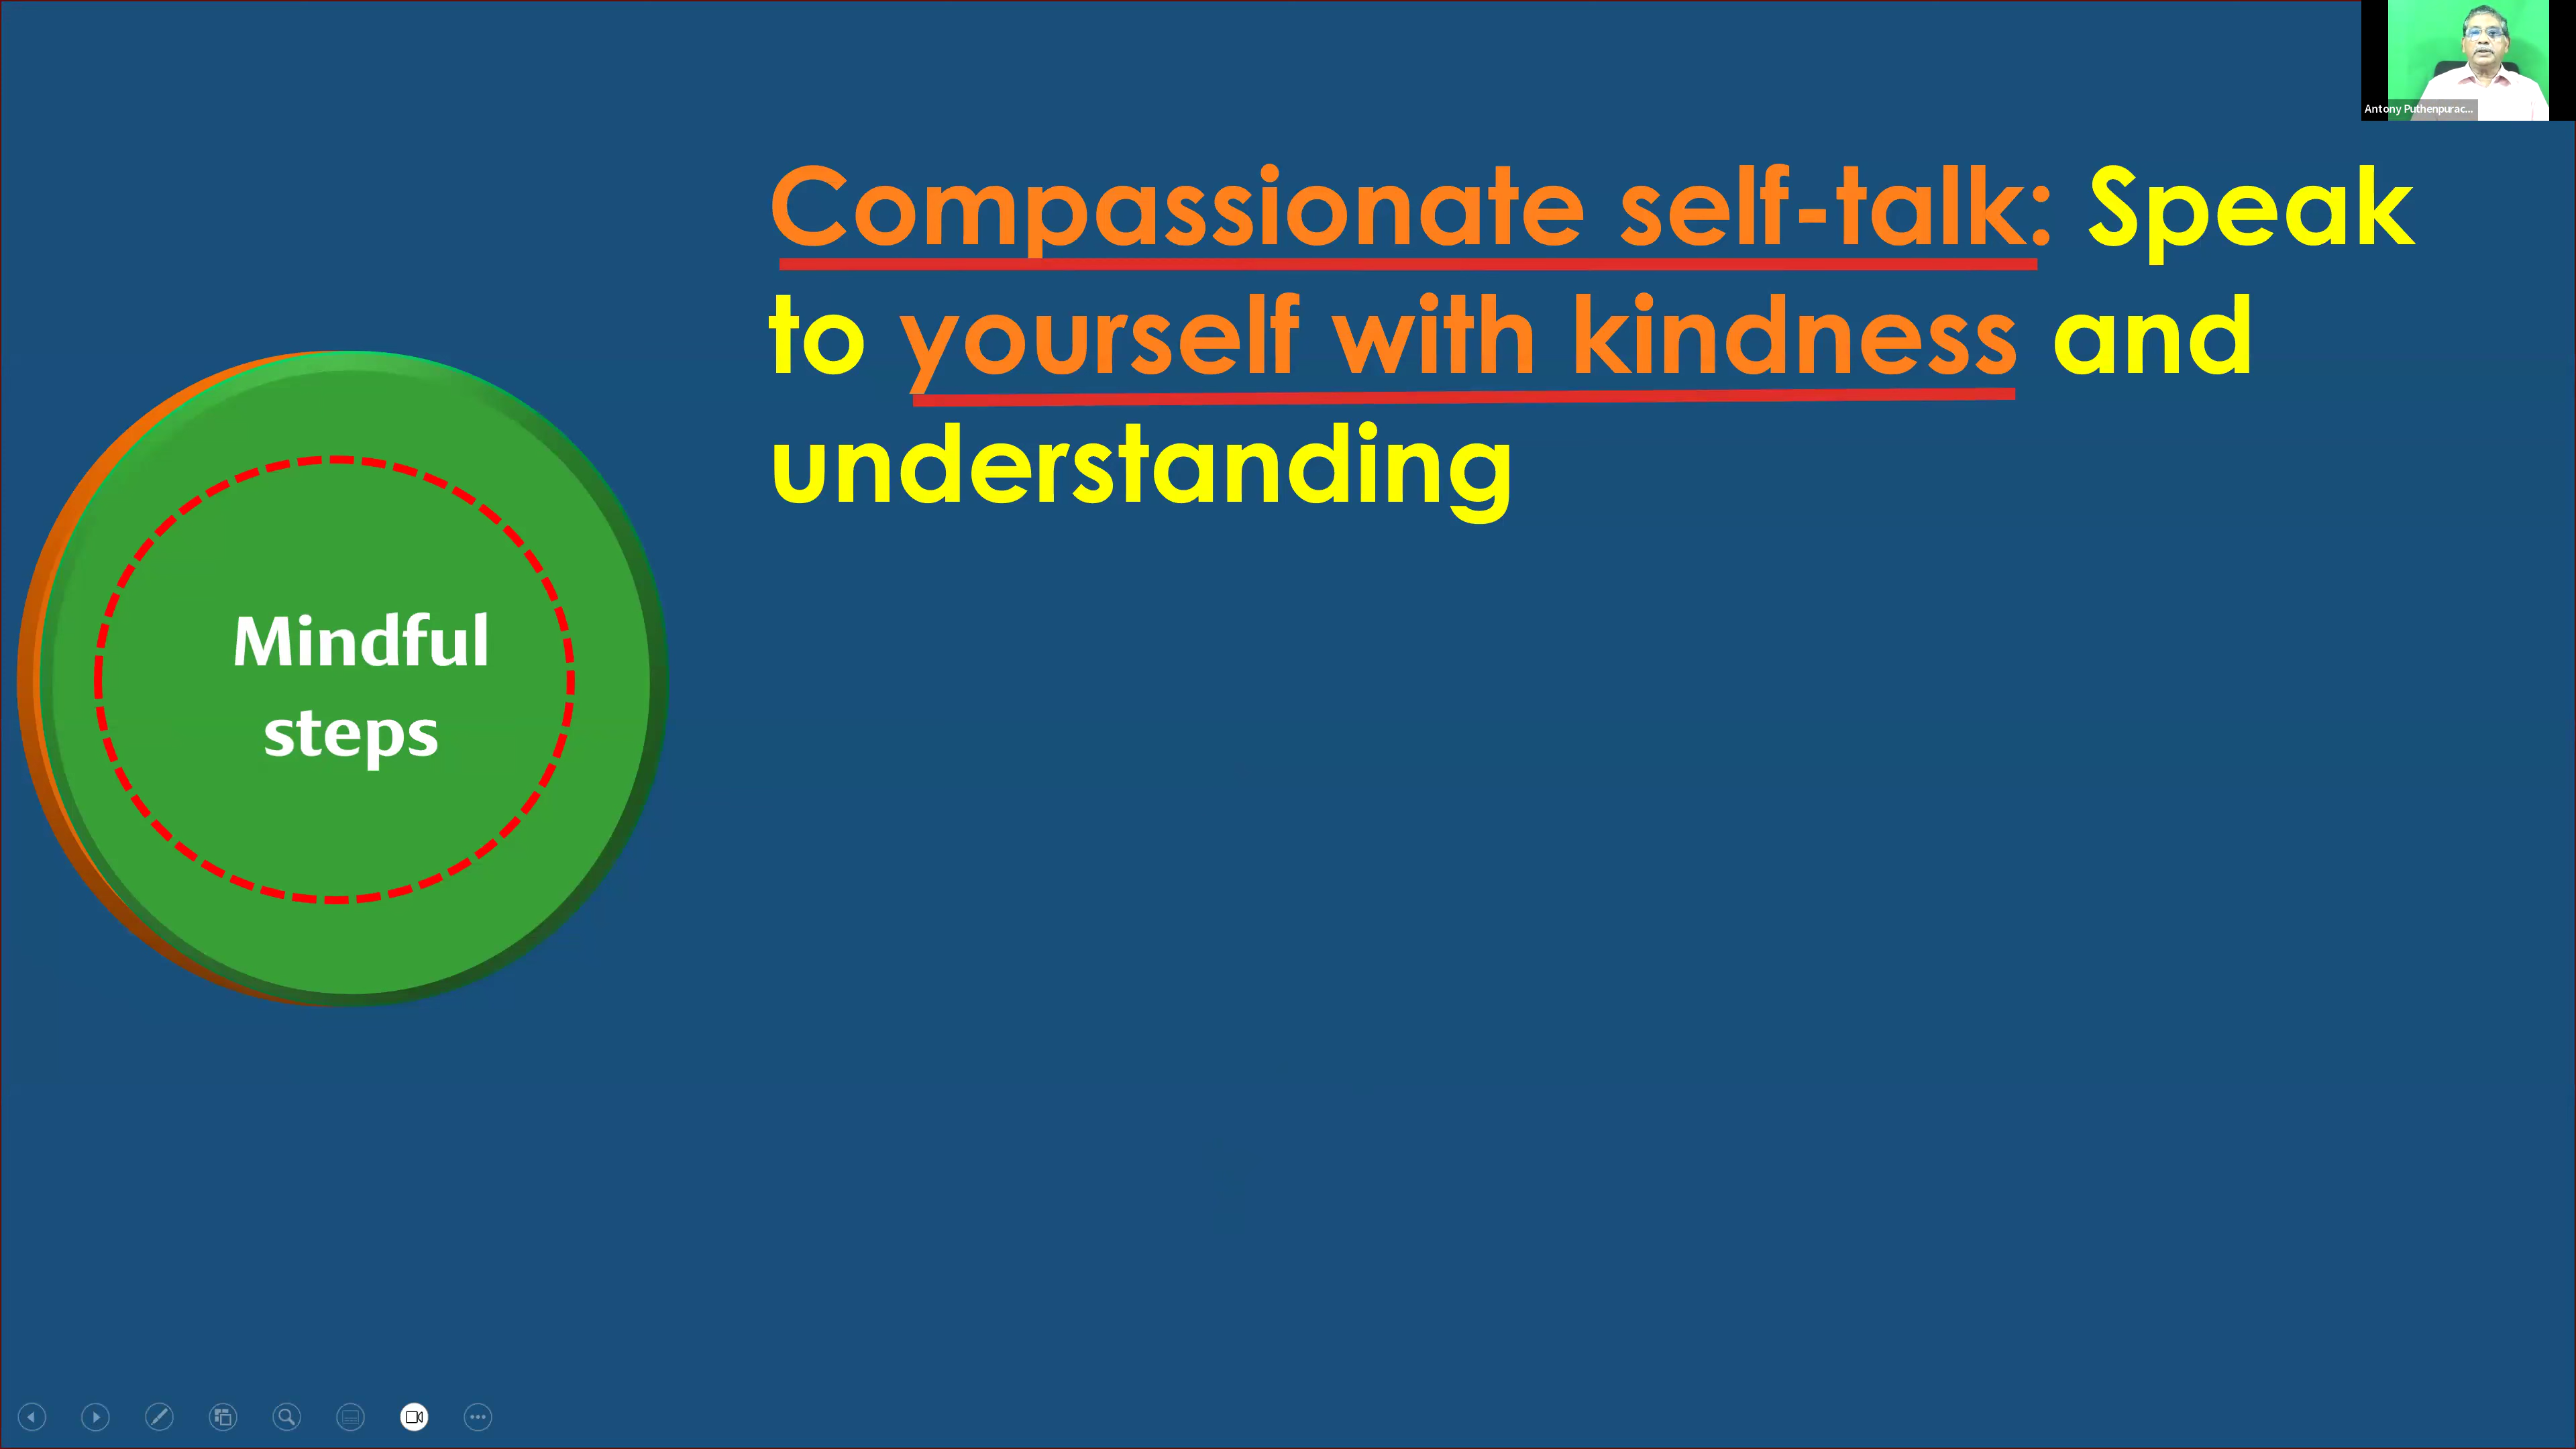 Antony Puthenpurac...
Compassionate self-talk: Speak
to yourself with kindness and
understanding
Mindful
steps